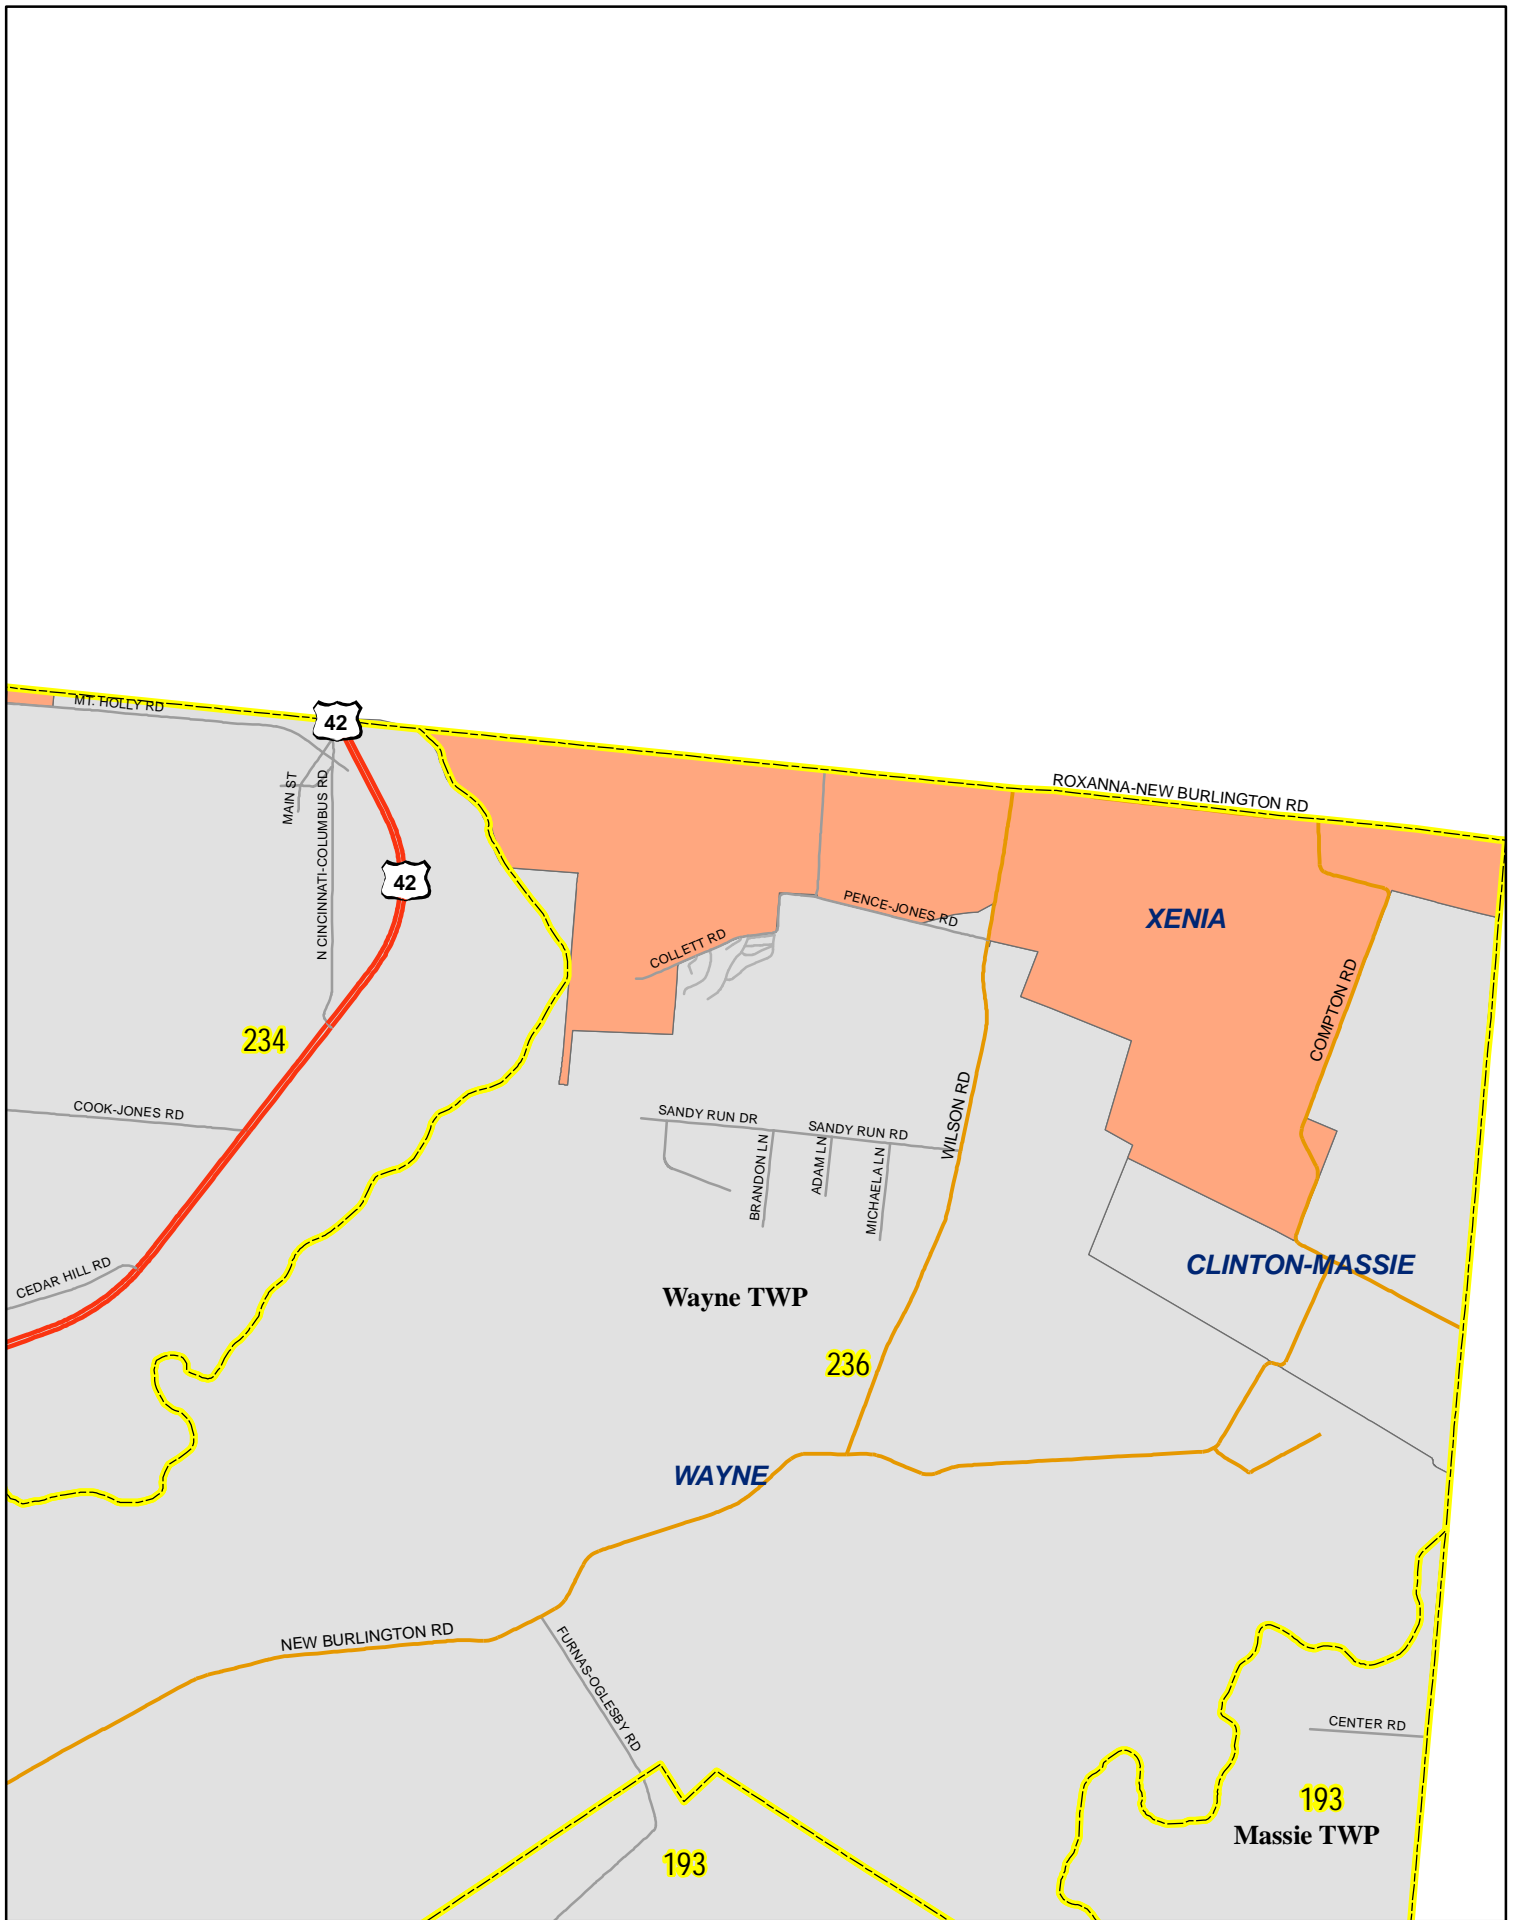 MT. HOLLY RD
42
ROXANNA-NEW BURLINGTON RD
MAIN ST
N CINCINNATI-COLUMBUS RD
42
PENCE-JONES RD
XENIA
COLLETT RD
COMPTON RD
234
COOK-JONES RD
SANDY RUN DR
SANDY RUN RD
WILSON RD
BRANDON LN
ADAM LN
MICHAELA LN
CEDAR HILL RD
CLINTON-MASSIE
Wayne TWP
236
WAYNE
NEW BURLINGTON RD
FURNAS-OGLESBY RD
CENTER RD
193
Massie TWP
193